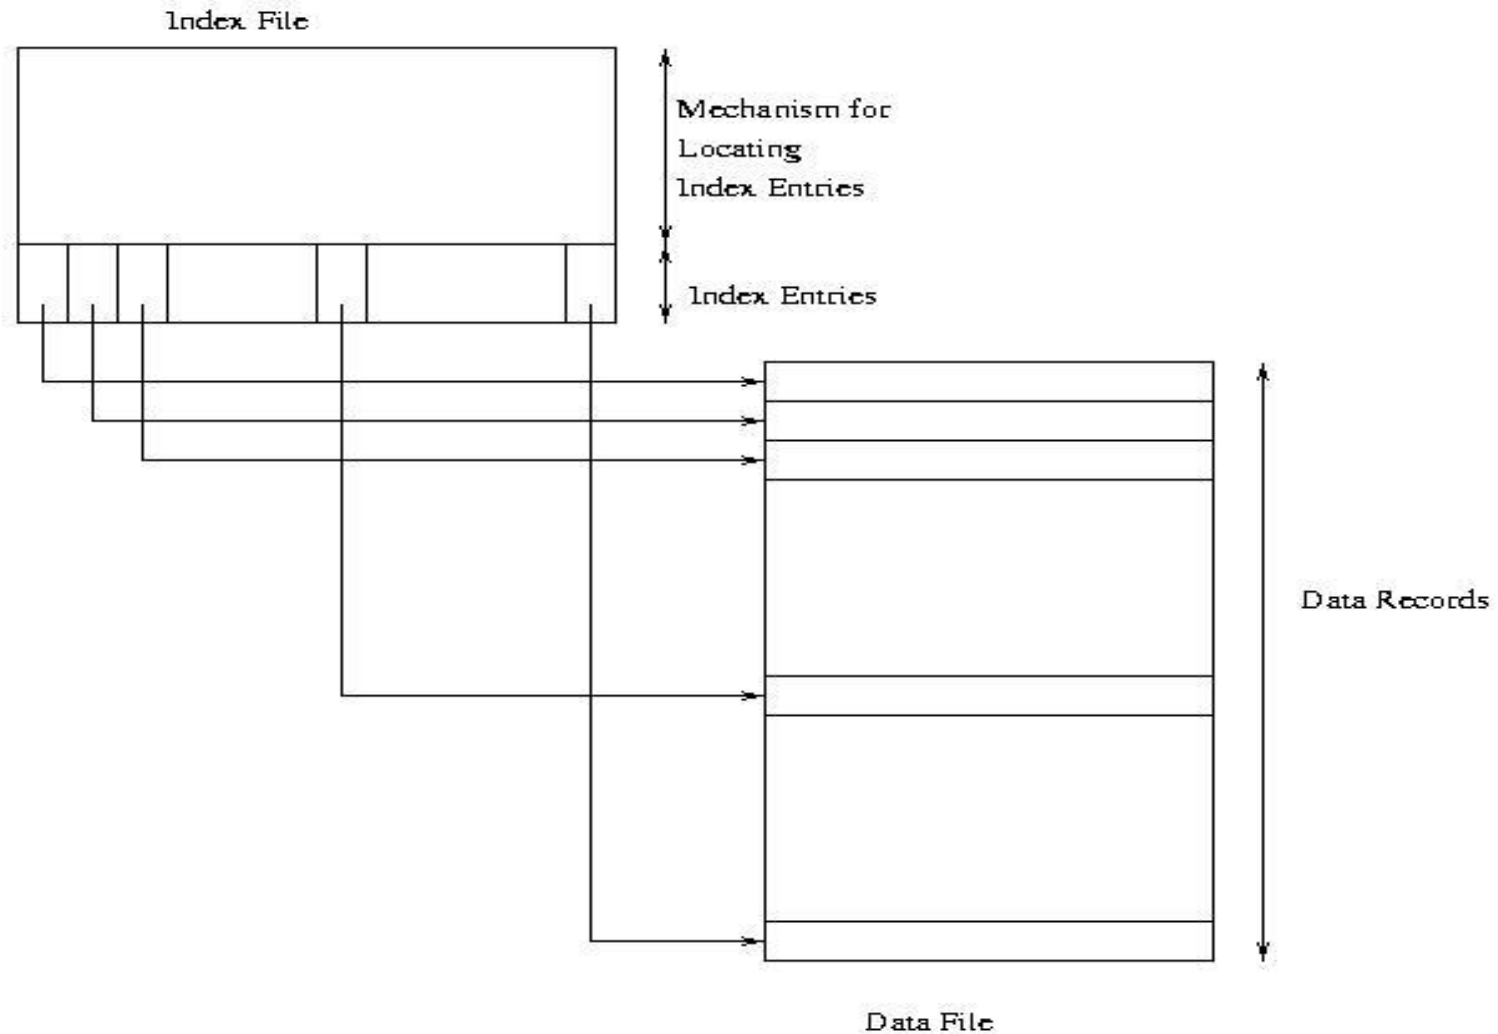 Index File
Mechanism for
Locating
Index Entries
Index Entries
Data Records
Data File